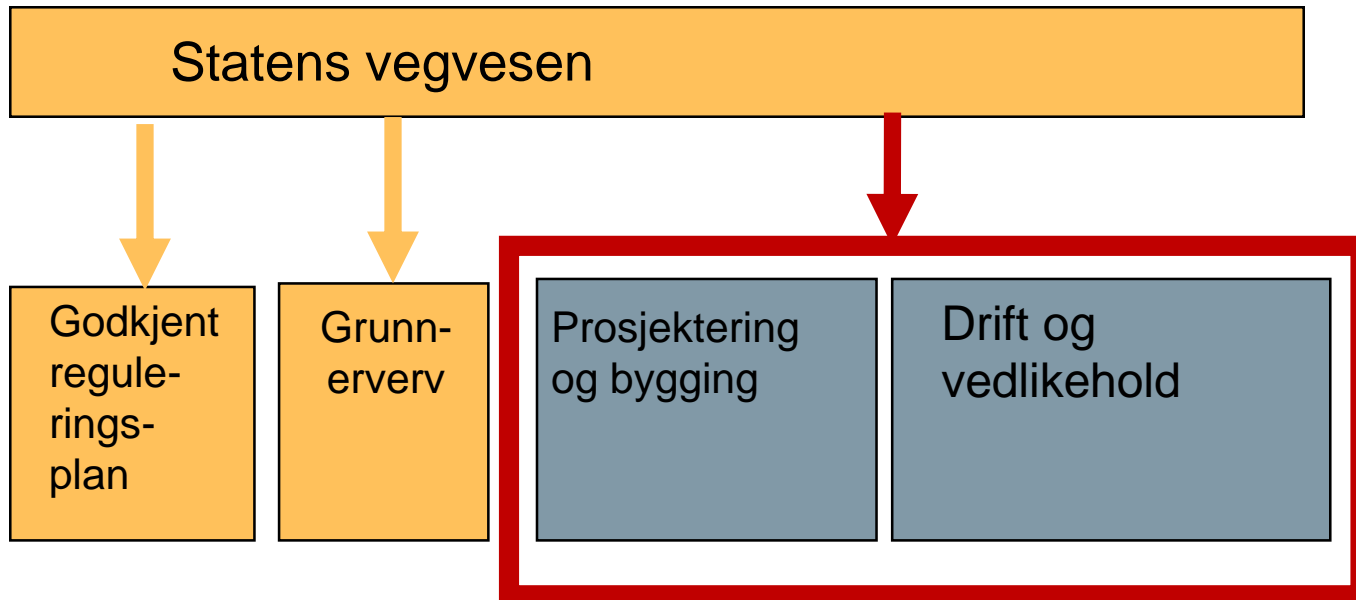 Statens vegvesen
Godkjent
regule-
rings-
plan
Grunn-
erverv
Prosjektering
og bygging
Drift og
vedlikehold